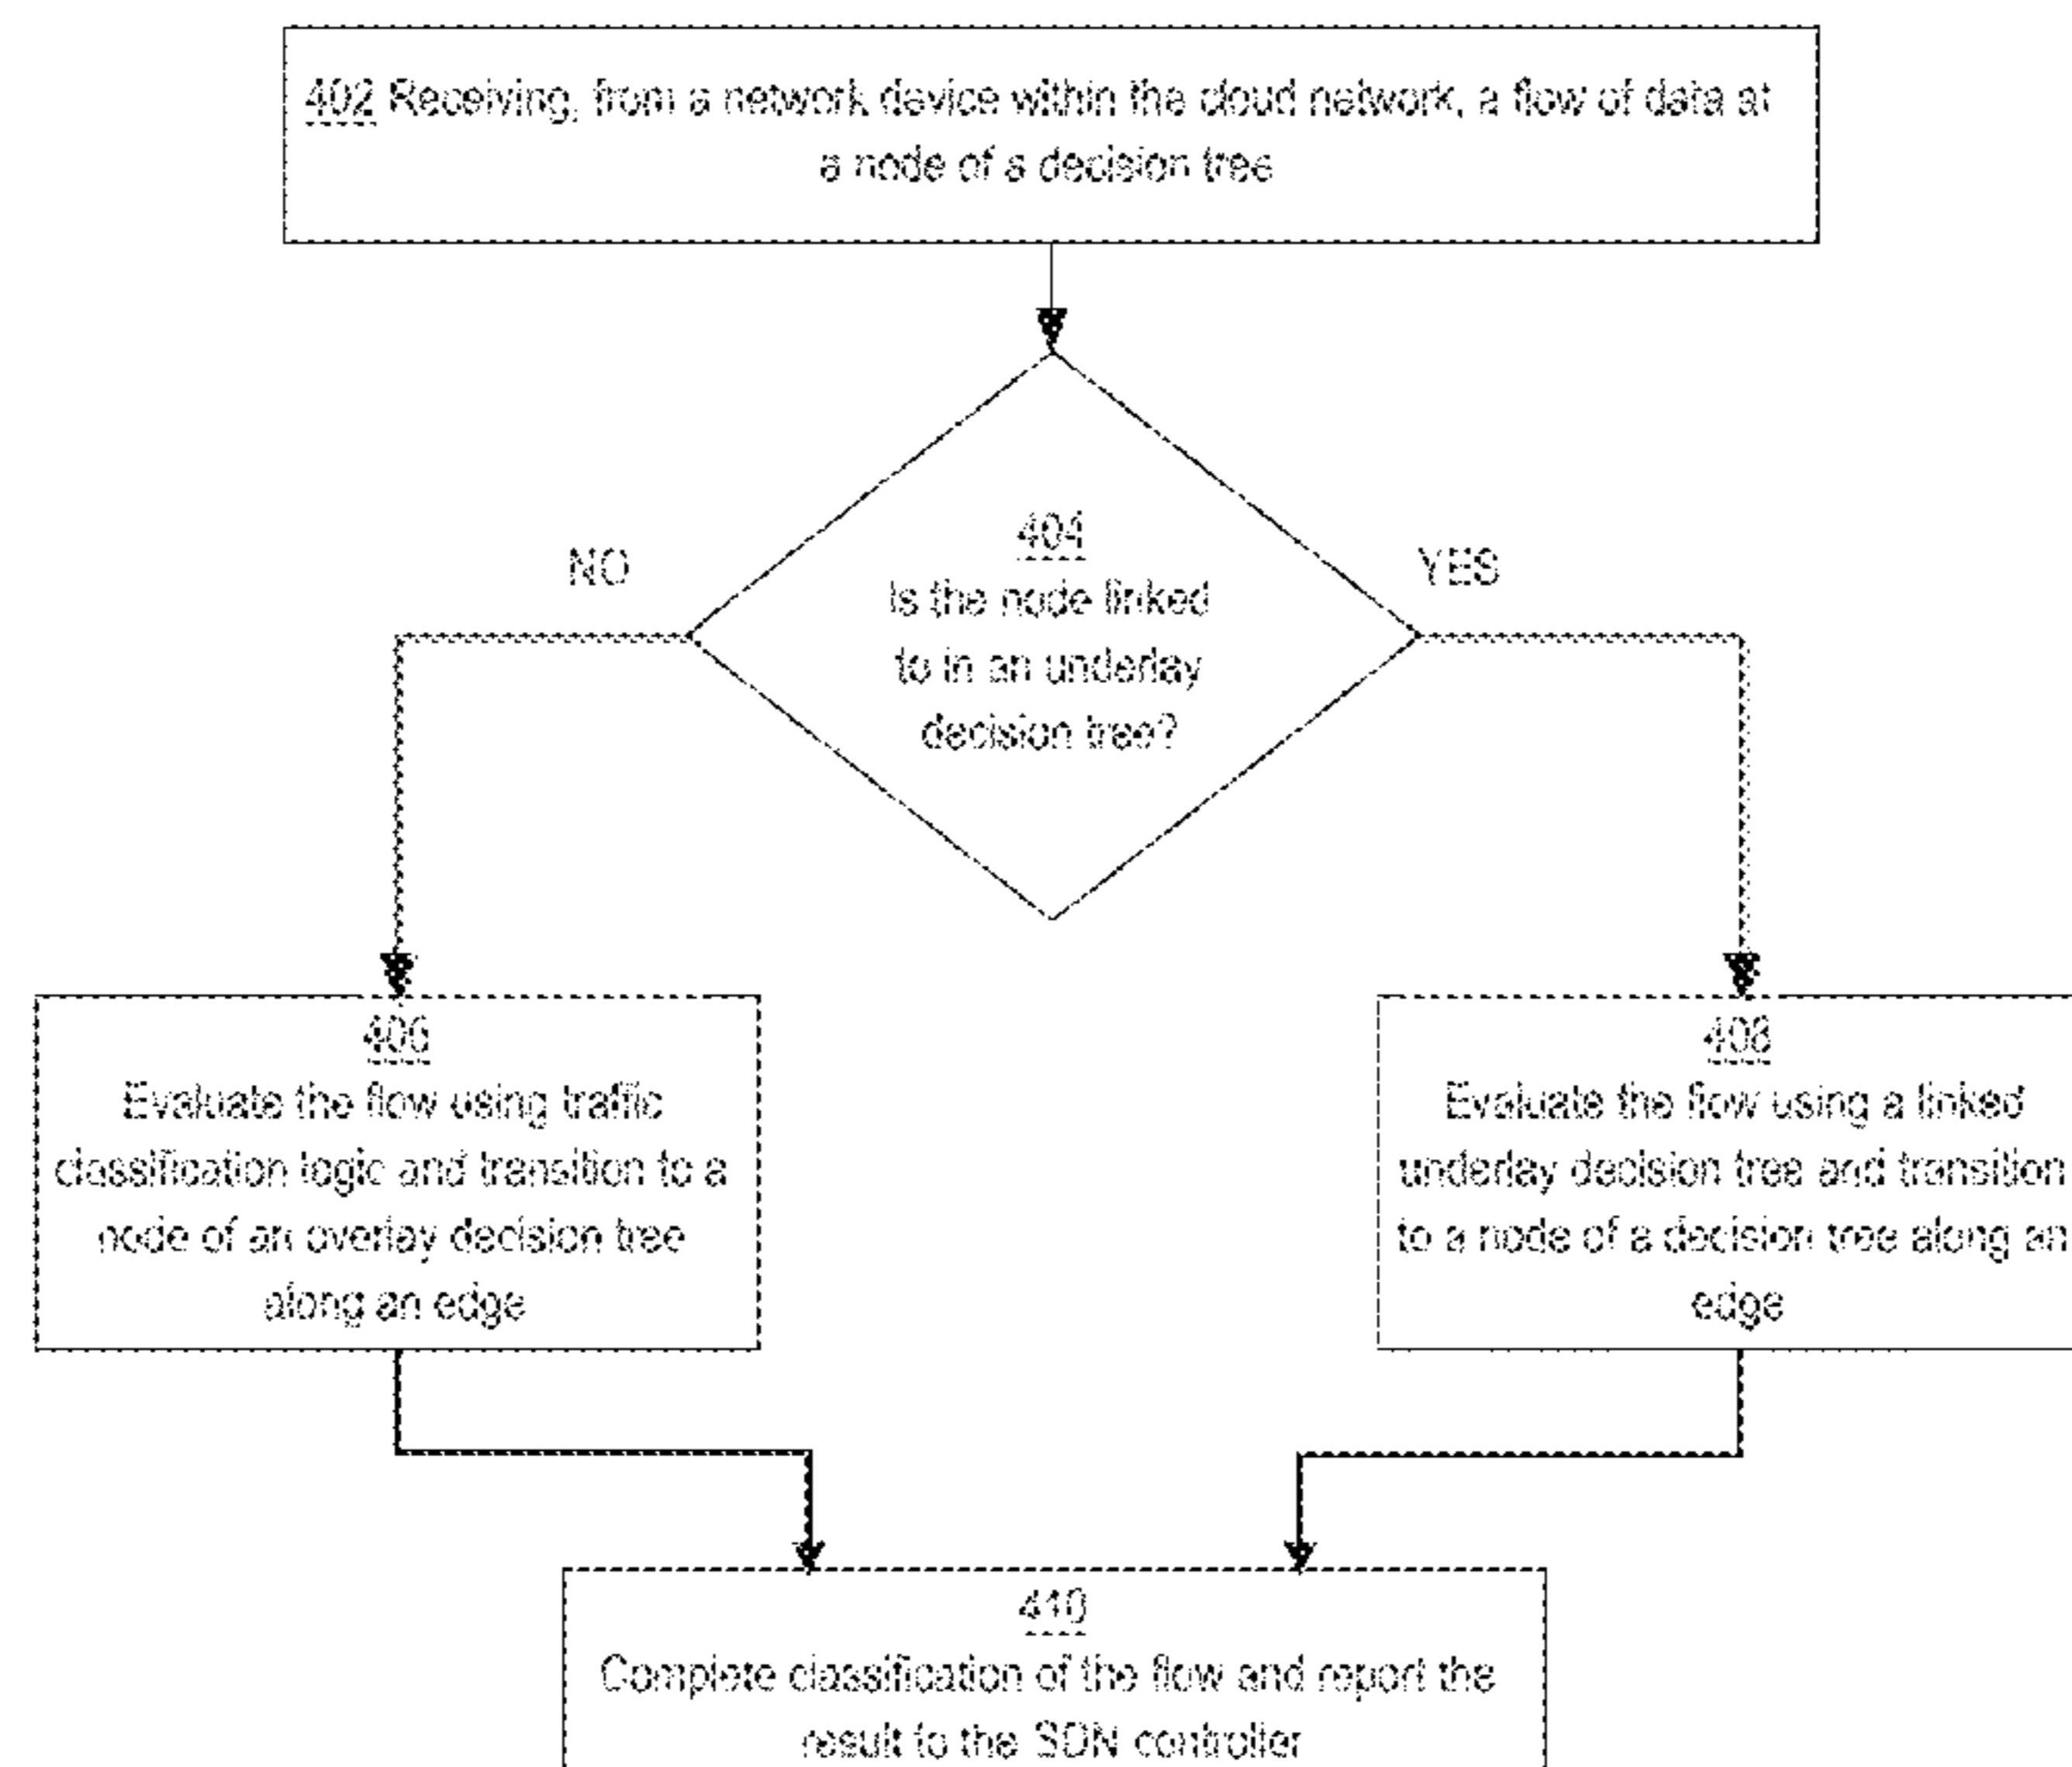 402 Receiving, from a network device within the cloud network, a flow of data at
a node of a decision tree
404
Is the node linked
to in an underlay
decision tree?
NO
YES
406
Evaluate the flow using traffic
classification logic and transition to a
node of an overlay decision tree
along an edge
408
Evaluate the flow using a linked
underlay decision tree and transition
to a node of a decision tree along an
edge
410
Complete classification of the flow and report the
result to the SDN controller